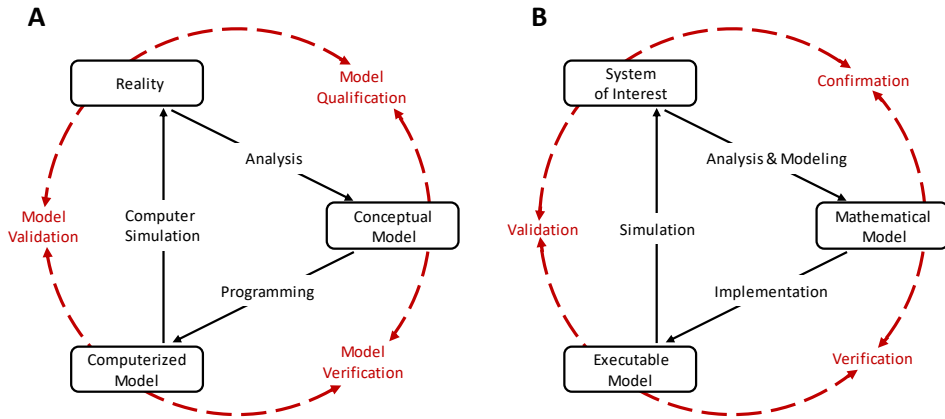 A
Reality
Model
Qualification
Analysis
Model
Validation
Computer
Simulation
Conceptual
Model
Programming
Computerized
Model
Model
Verification
B
System
of Interest
Confirmation
Analysis & Modeling
Validation
Simulation
Mathematical
Model
Implementation
Executable
Model
Verification